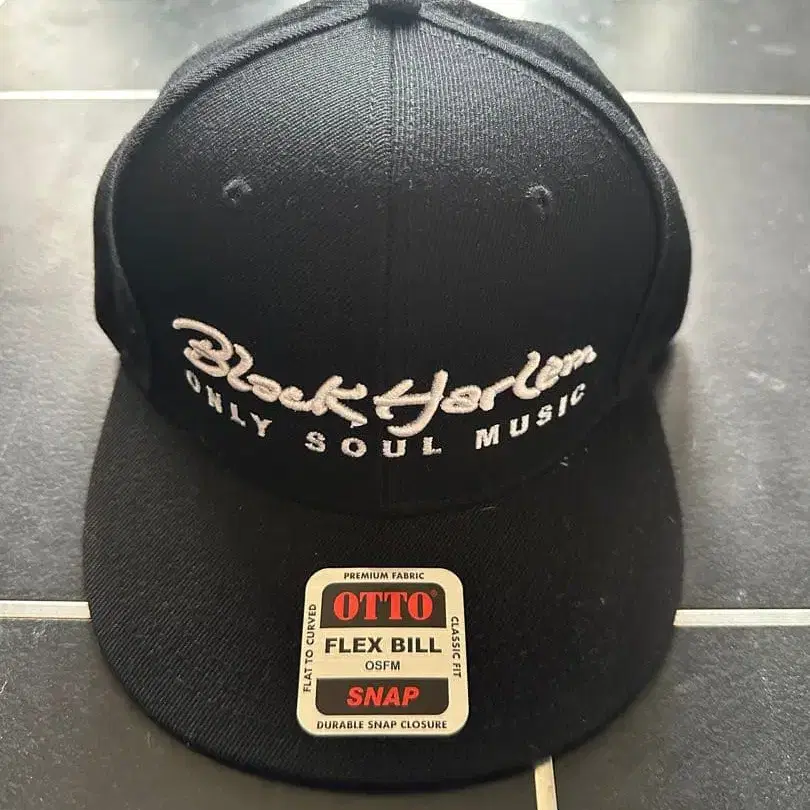 Black Harlem
ONLY SOUL MUSIC
PREMIUM FABRIC
OTTO®
FLAT TO CURVED
FLEX BILL
CLASSIC FIT
OSFM
SNAP
DURABLE SNAP CLOSURE